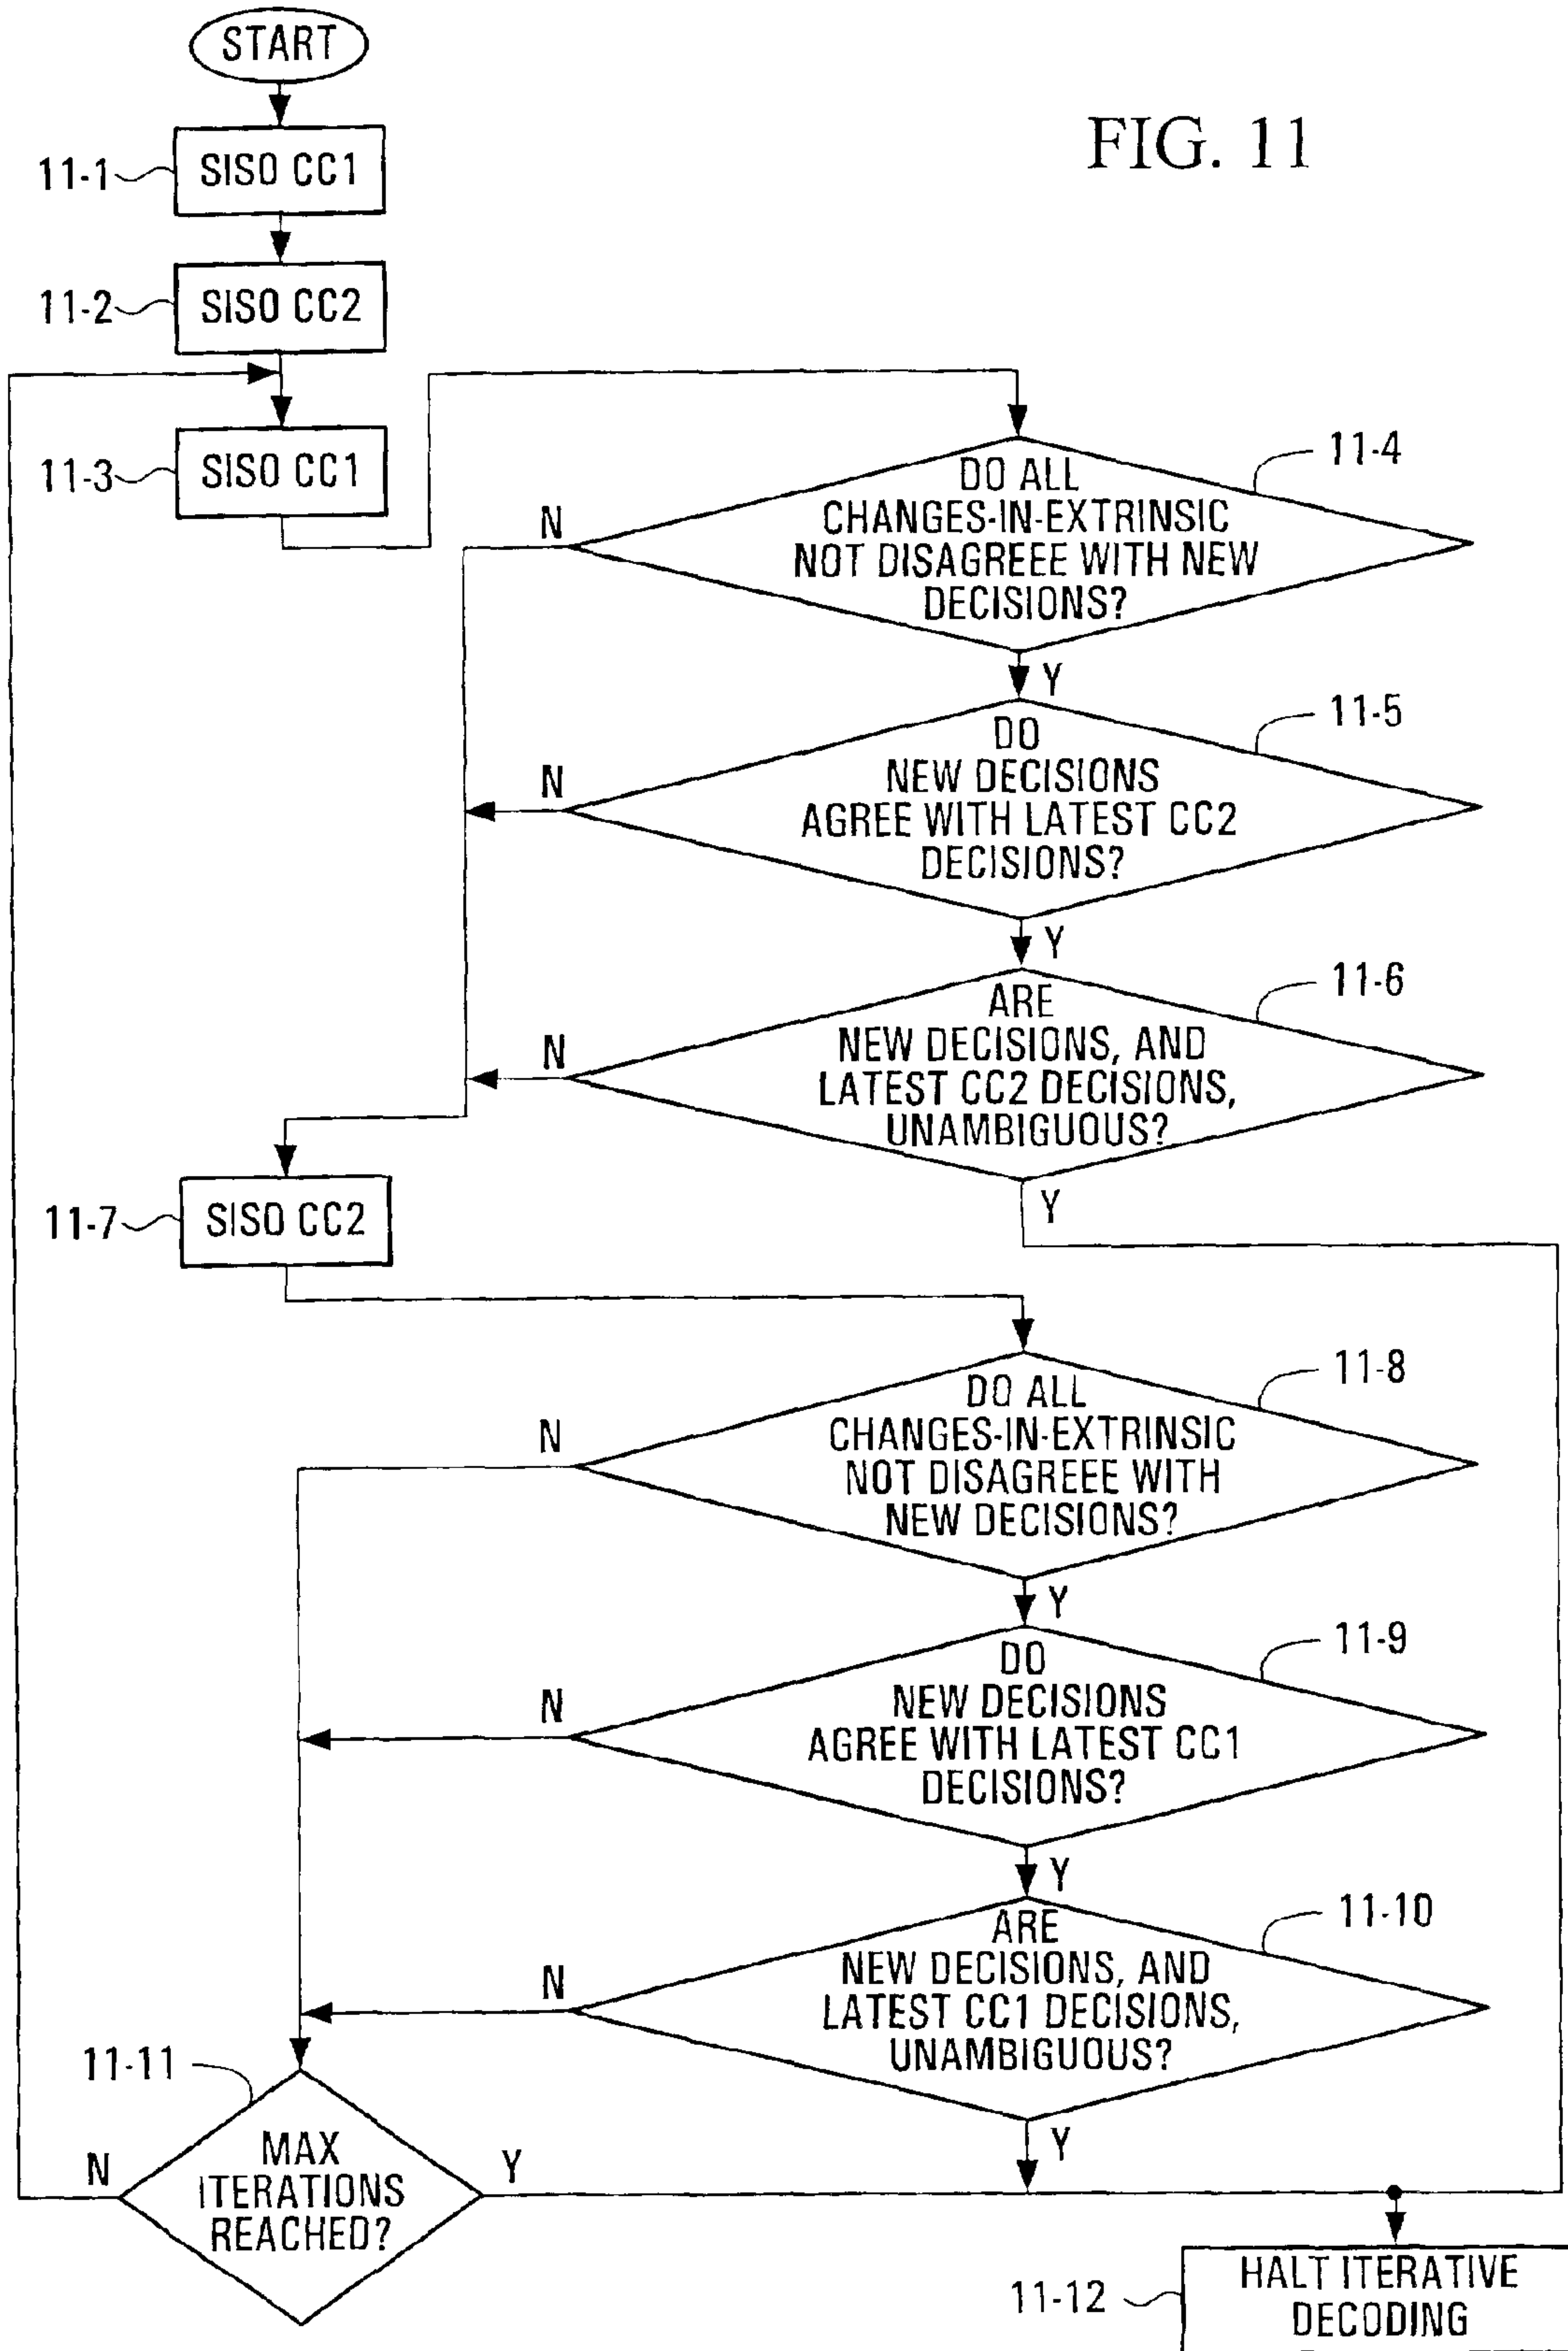 START
FIG. 11
11-1
SISO CC1
11-2
SISO CC2
11-3
SISO CC1
11-4
DO ALL
CHANGES-IN-EXTRINSIC
NOT DISAGREEE WITH NEW
DECISIONS?
N
Y
11-5
DO
NEW DECISIONS
AGREE WITH LATEST CC2
DECISIONS?
N
Y
11-6
ARE
NEW DECISIONS, AND
LATEST CC2 DECISIONS,
UNAMBIGUOUS?
N
Y
11-7
SISO CC2
11-8
DO ALL
CHANGES-IN-EXTRINSIC
NOT DISAGREEE WITH
NEW DECISIONS?
N
Y
11-9
DO
NEW DECISIONS
AGREE WITH LATEST CC1
DECISIONS?
N
Y
11-10
ARE
NEW DECISIONS, AND
LATEST CC1 DECISIONS,
UNAMBIGUOUS?
N
Y
11-11
MAX
ITERATIONS
REACHED?
N
Y
11-12
HALT ITERATIVE
DECODING